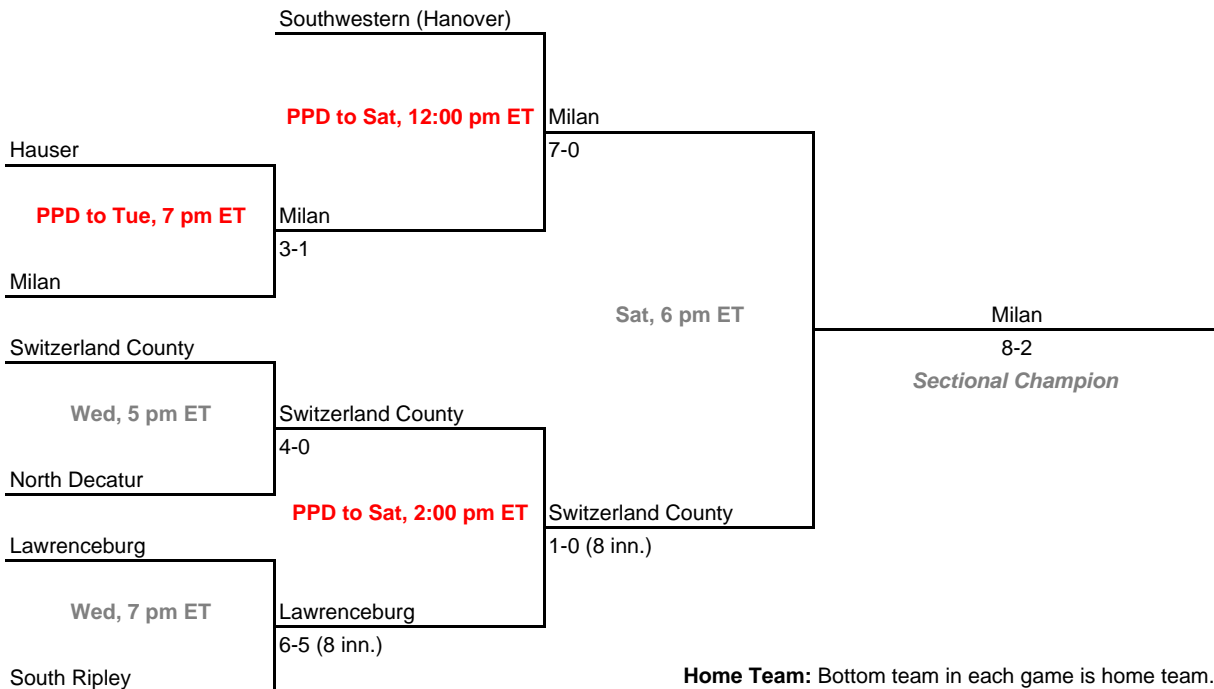 Southwestern (Hanover)
PPD to Sat, 12:00 pm ET
Milan
Hauser
7-0
PPD to Tue, 7 pm ET
Milan
3-1
Milan
Sat, 6 pm ET
Milan
Switzerland County
8-2
Sectional Champion
Wed, 5 pm ET
Switzerland County
4-0
North Decatur
PPD to Sat, 2:00 pm ET
Switzerland County
Lawrenceburg
1-0 (8 inn.)
Wed, 7 pm ET
Lawrenceburg
6-5 (8 inn.)
South Ripley
Home Team: Bottom team in each game is home team.